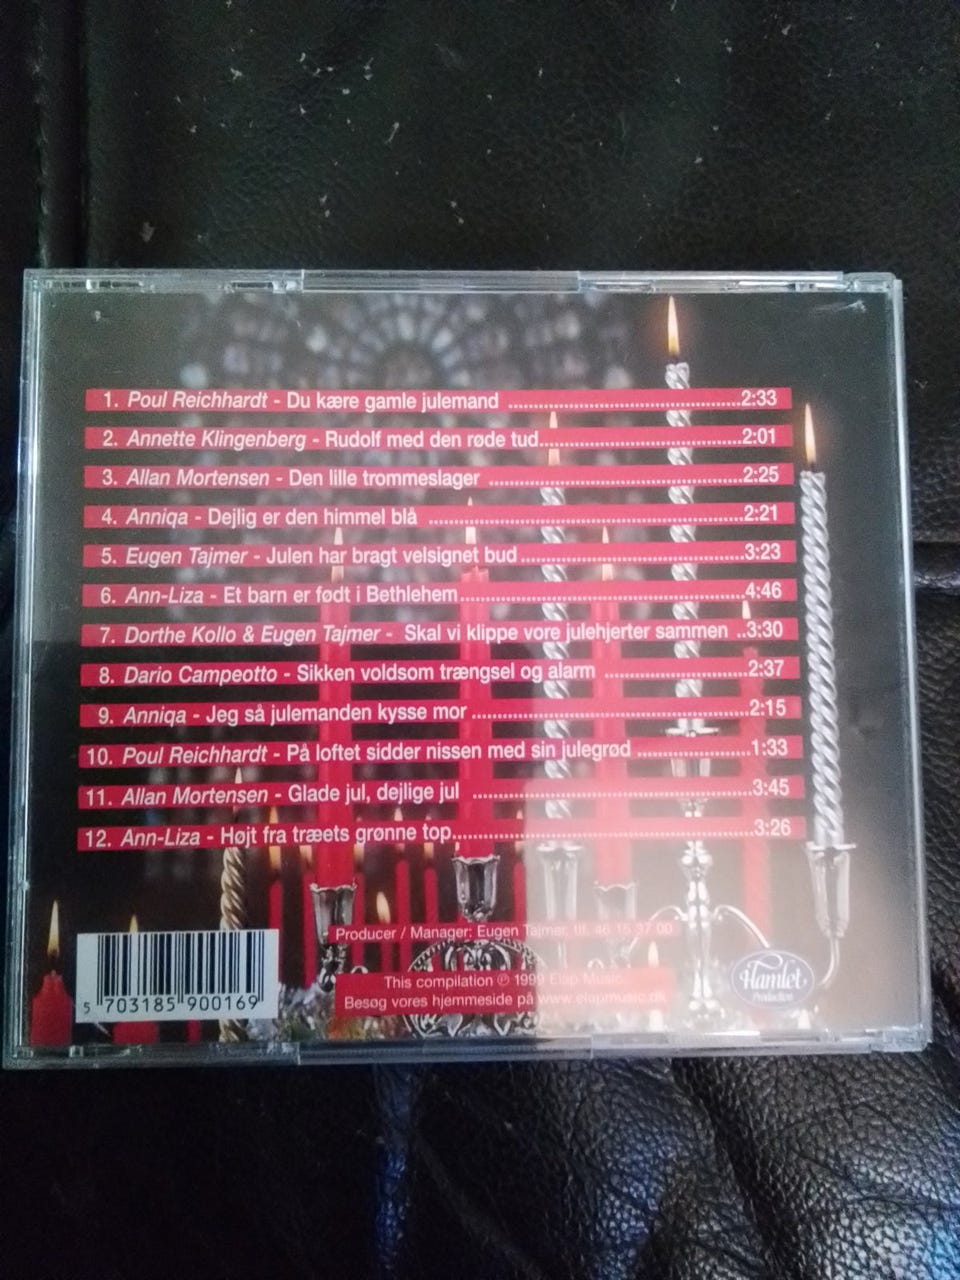 1. Poul Reichhardt - Du kære gamle julemand ........................................2:33
2. Annette Klingenberg - Rudolf med den røde tud...................................2:01
3. Allan Mortensen - Den lille trommeslager ...........................................2:25
4. Anniqa - Dejlig er den himmel blå .....................................................2:21
5. Eugen Tajmer - Julen har bragt velsignet bud......................................3:23
6. Ann-Liza - Et barn er født i Bethlehem................................................4:46
7. Dorthe Kollo & Eugen Tajmer - Skal vi klippe vore julehjerter sammen ..3:30
8. Dario Campeotto - Sikken voldsom trængsel og alarm ........................2:37
9. Anniqa - Jeg så julemanden kysse mor ..............................................2:15
10. Poul Reichhardt - På loftet sidder nissen med sin julegrød ...................1:33
11. Allan Mortensen - Glade jul, dejlige jul ...............................................3:45
12. Ann-Liza - Højt fra træets grønne top..................................................3:26
Producer / Manager: Eugen Tajmer, tlf. 46 15 37 00
This compilation ℗ 1999 Elap Music
Besøg vores hjemmeside på www.elapmusic.dk
Hamlet
Production
5 703185 900169